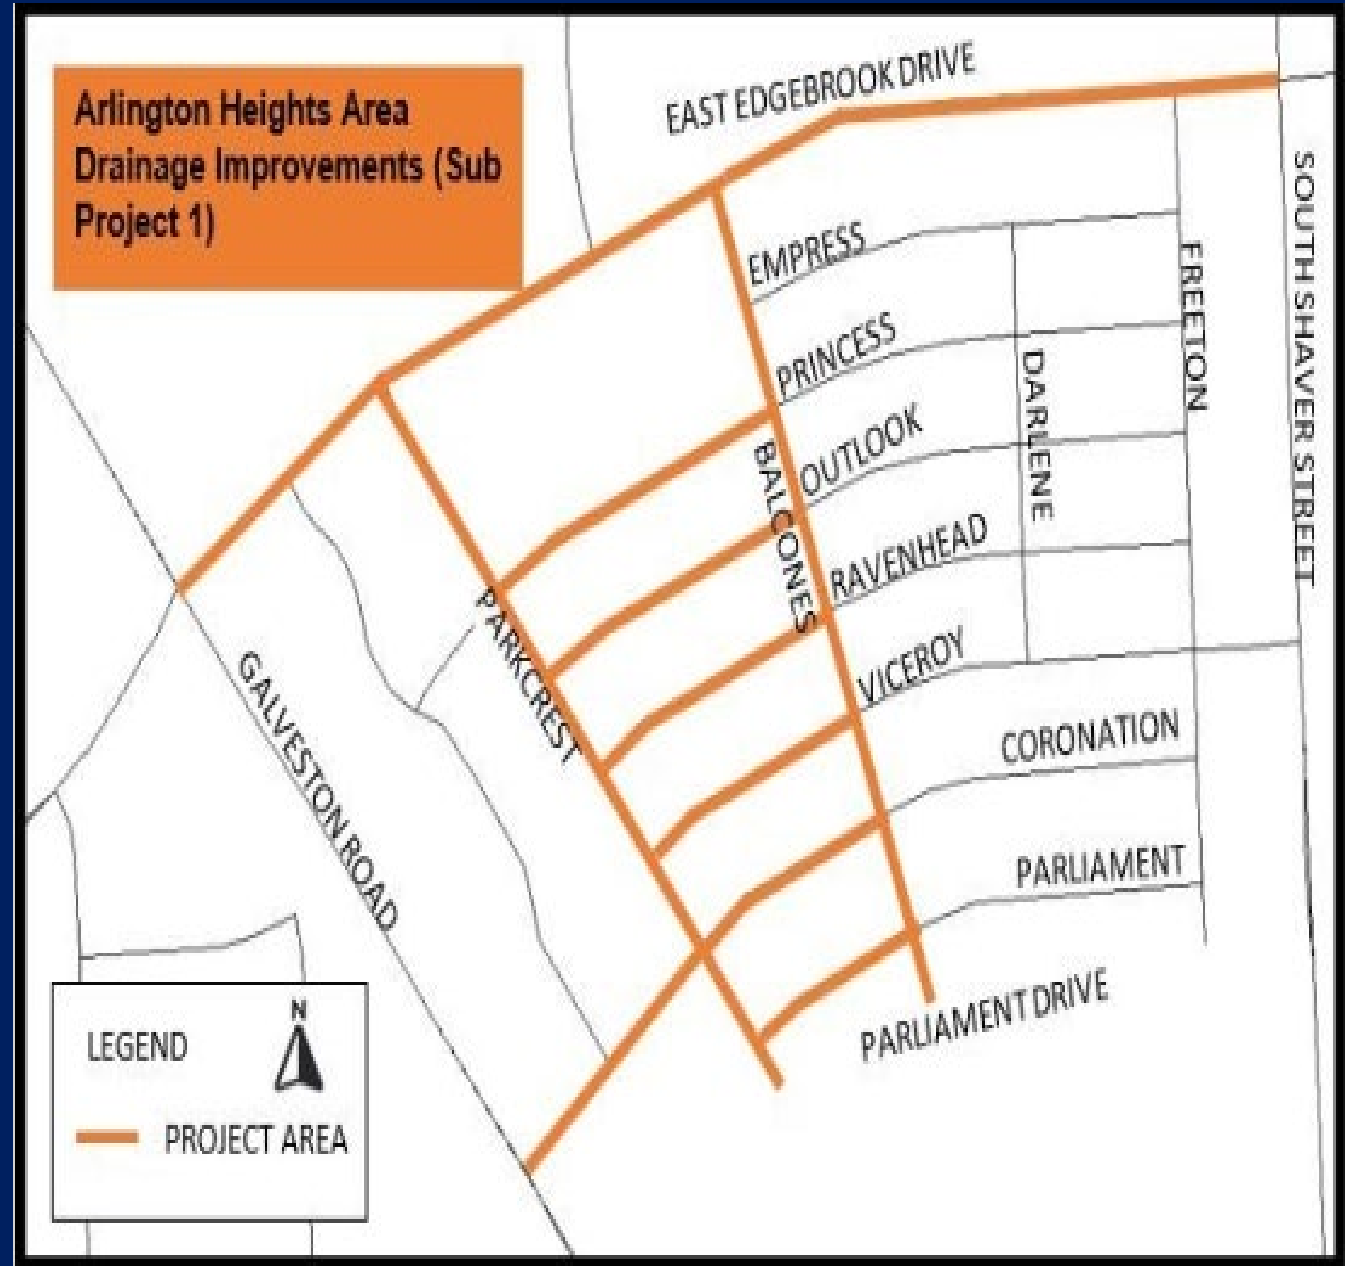 Arlington Heights Area
Drainage Improvements (Sub
Project 1)
EAST EDGEBROOK DRIVE
SOUTH SHAVER STREET
EMPRESS
FREETON
PRINCESS
DARLENE
OUTLOOK
BALCONES
RAVENHEAD
PARKCREST
VICEROY
GALVESTON ROAD
CORONATION
PARLIAMENT
PARLIAMENT DRIVE
N
LEGEND
PROJECT AREA